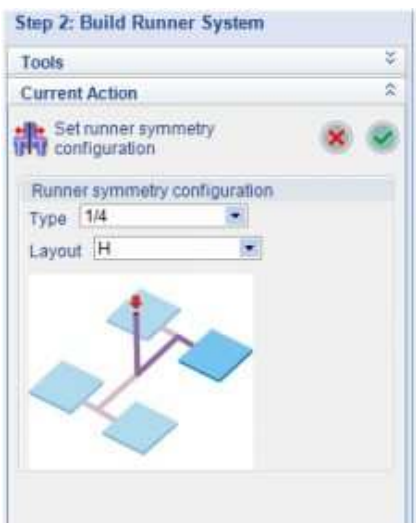 Step 2: Build Runner System
Tools
Current Action
Set runner symmetry
configuration
Runner symmetry configuration
Type 1/4
Layout H